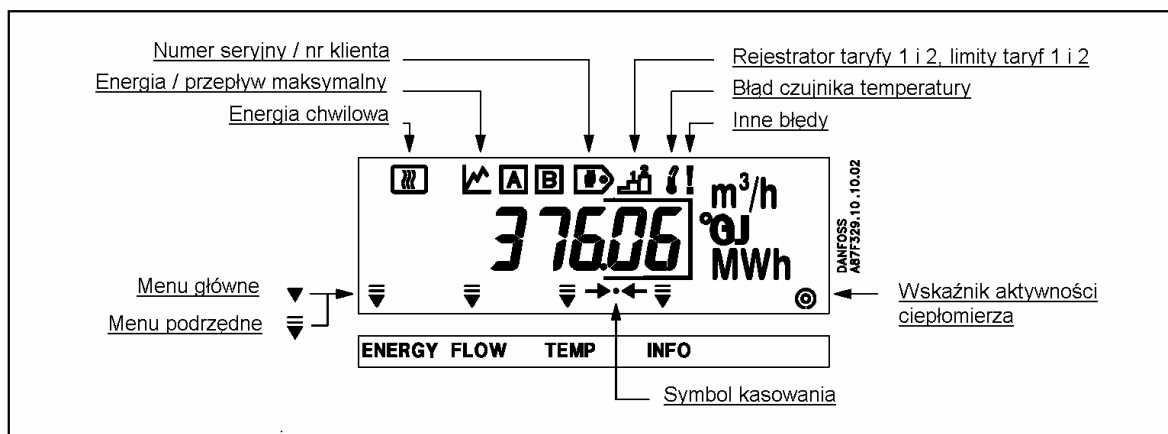 Numer seryjny / nr klienta
Energia / przepływ maksymalny
Energia chwilowa
Rejestrator taryfy 1 i 2, limity taryf 1 i 2
Błąd czujnika temperatury
Inne błędy
A B # 1 2 !
m³/h
376.06 °GJ
MWh
DANFOSS
A87F329.10.10.02
Menu główne
Menu podrzędne
Wskaźnik aktywności
ciepłomierza
ENERGY FLOW TEMP INFO
Symbol kasowania